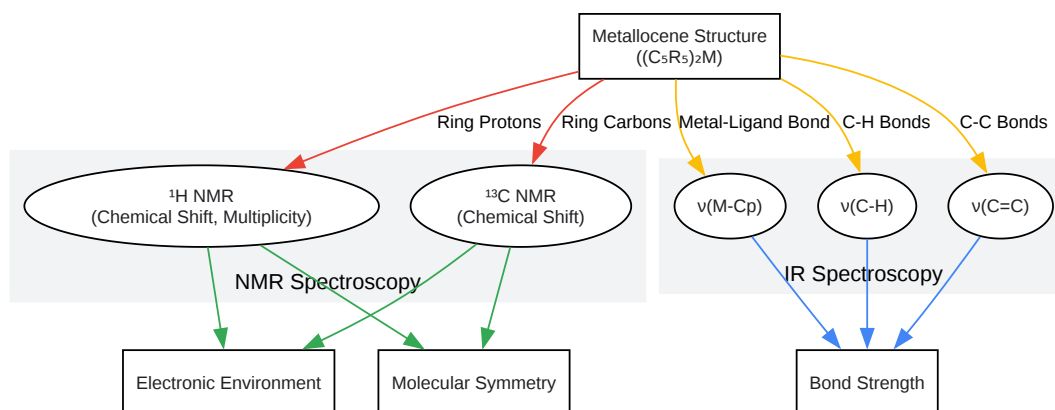 Metallocene Structure
((C₅R₅)₂M)
Ring Protons
Ring Carbons
Metal-Ligand Bond
C-H Bonds
C-C Bonds
¹H NMR
(Chemical Shift, Multiplicity)
¹³C NMR
(Chemical Shift)
ν(M-Cp)
ν(C-H)
ν(C=C)
NMR Spectroscopy
IR Spectroscopy
Electronic Environment
Molecular Symmetry
Bond Strength